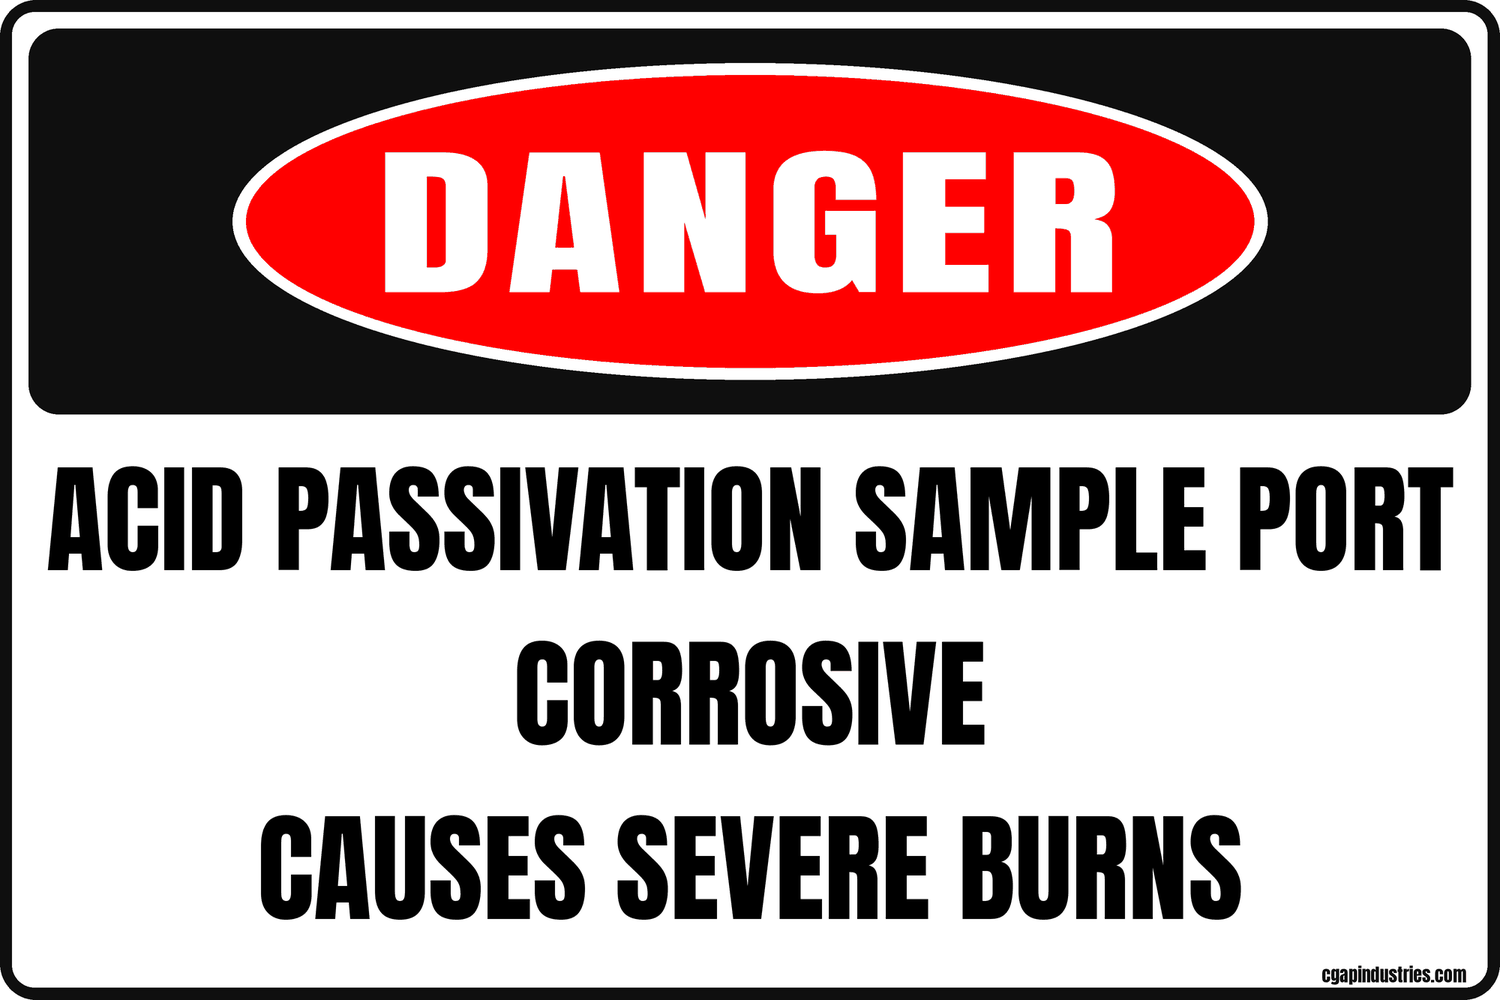 DANGER
ACID PASSIVATION SAMPLE PORT
CORROSIVE
CAUSES SEVERE BURNS
cgapindustries.com